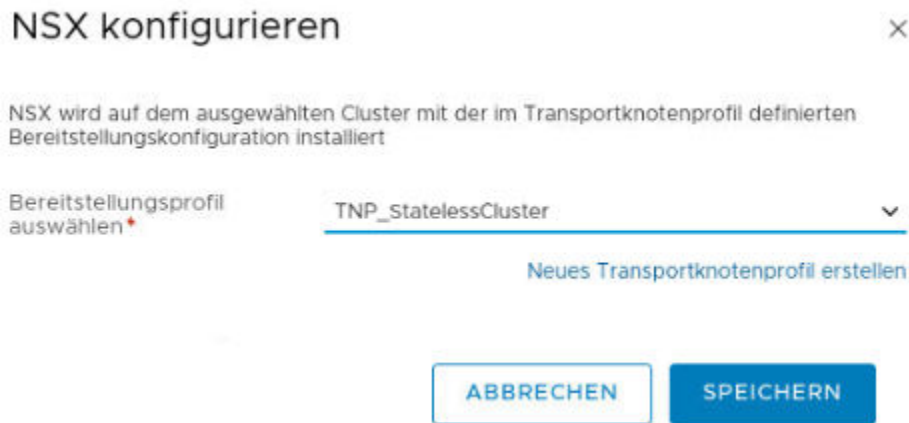 NSX konfigurieren
NSX wird auf dem ausgewählten Cluster mit der im Transportknotenprofil definierten
Bereitstellungskonfiguration installiert
Bereitstellungsprofil
auswählen*
TNP_StatelessCluster
Neues Transportknotenprofil erstellen
ABBRECHEN
SPEICHERN